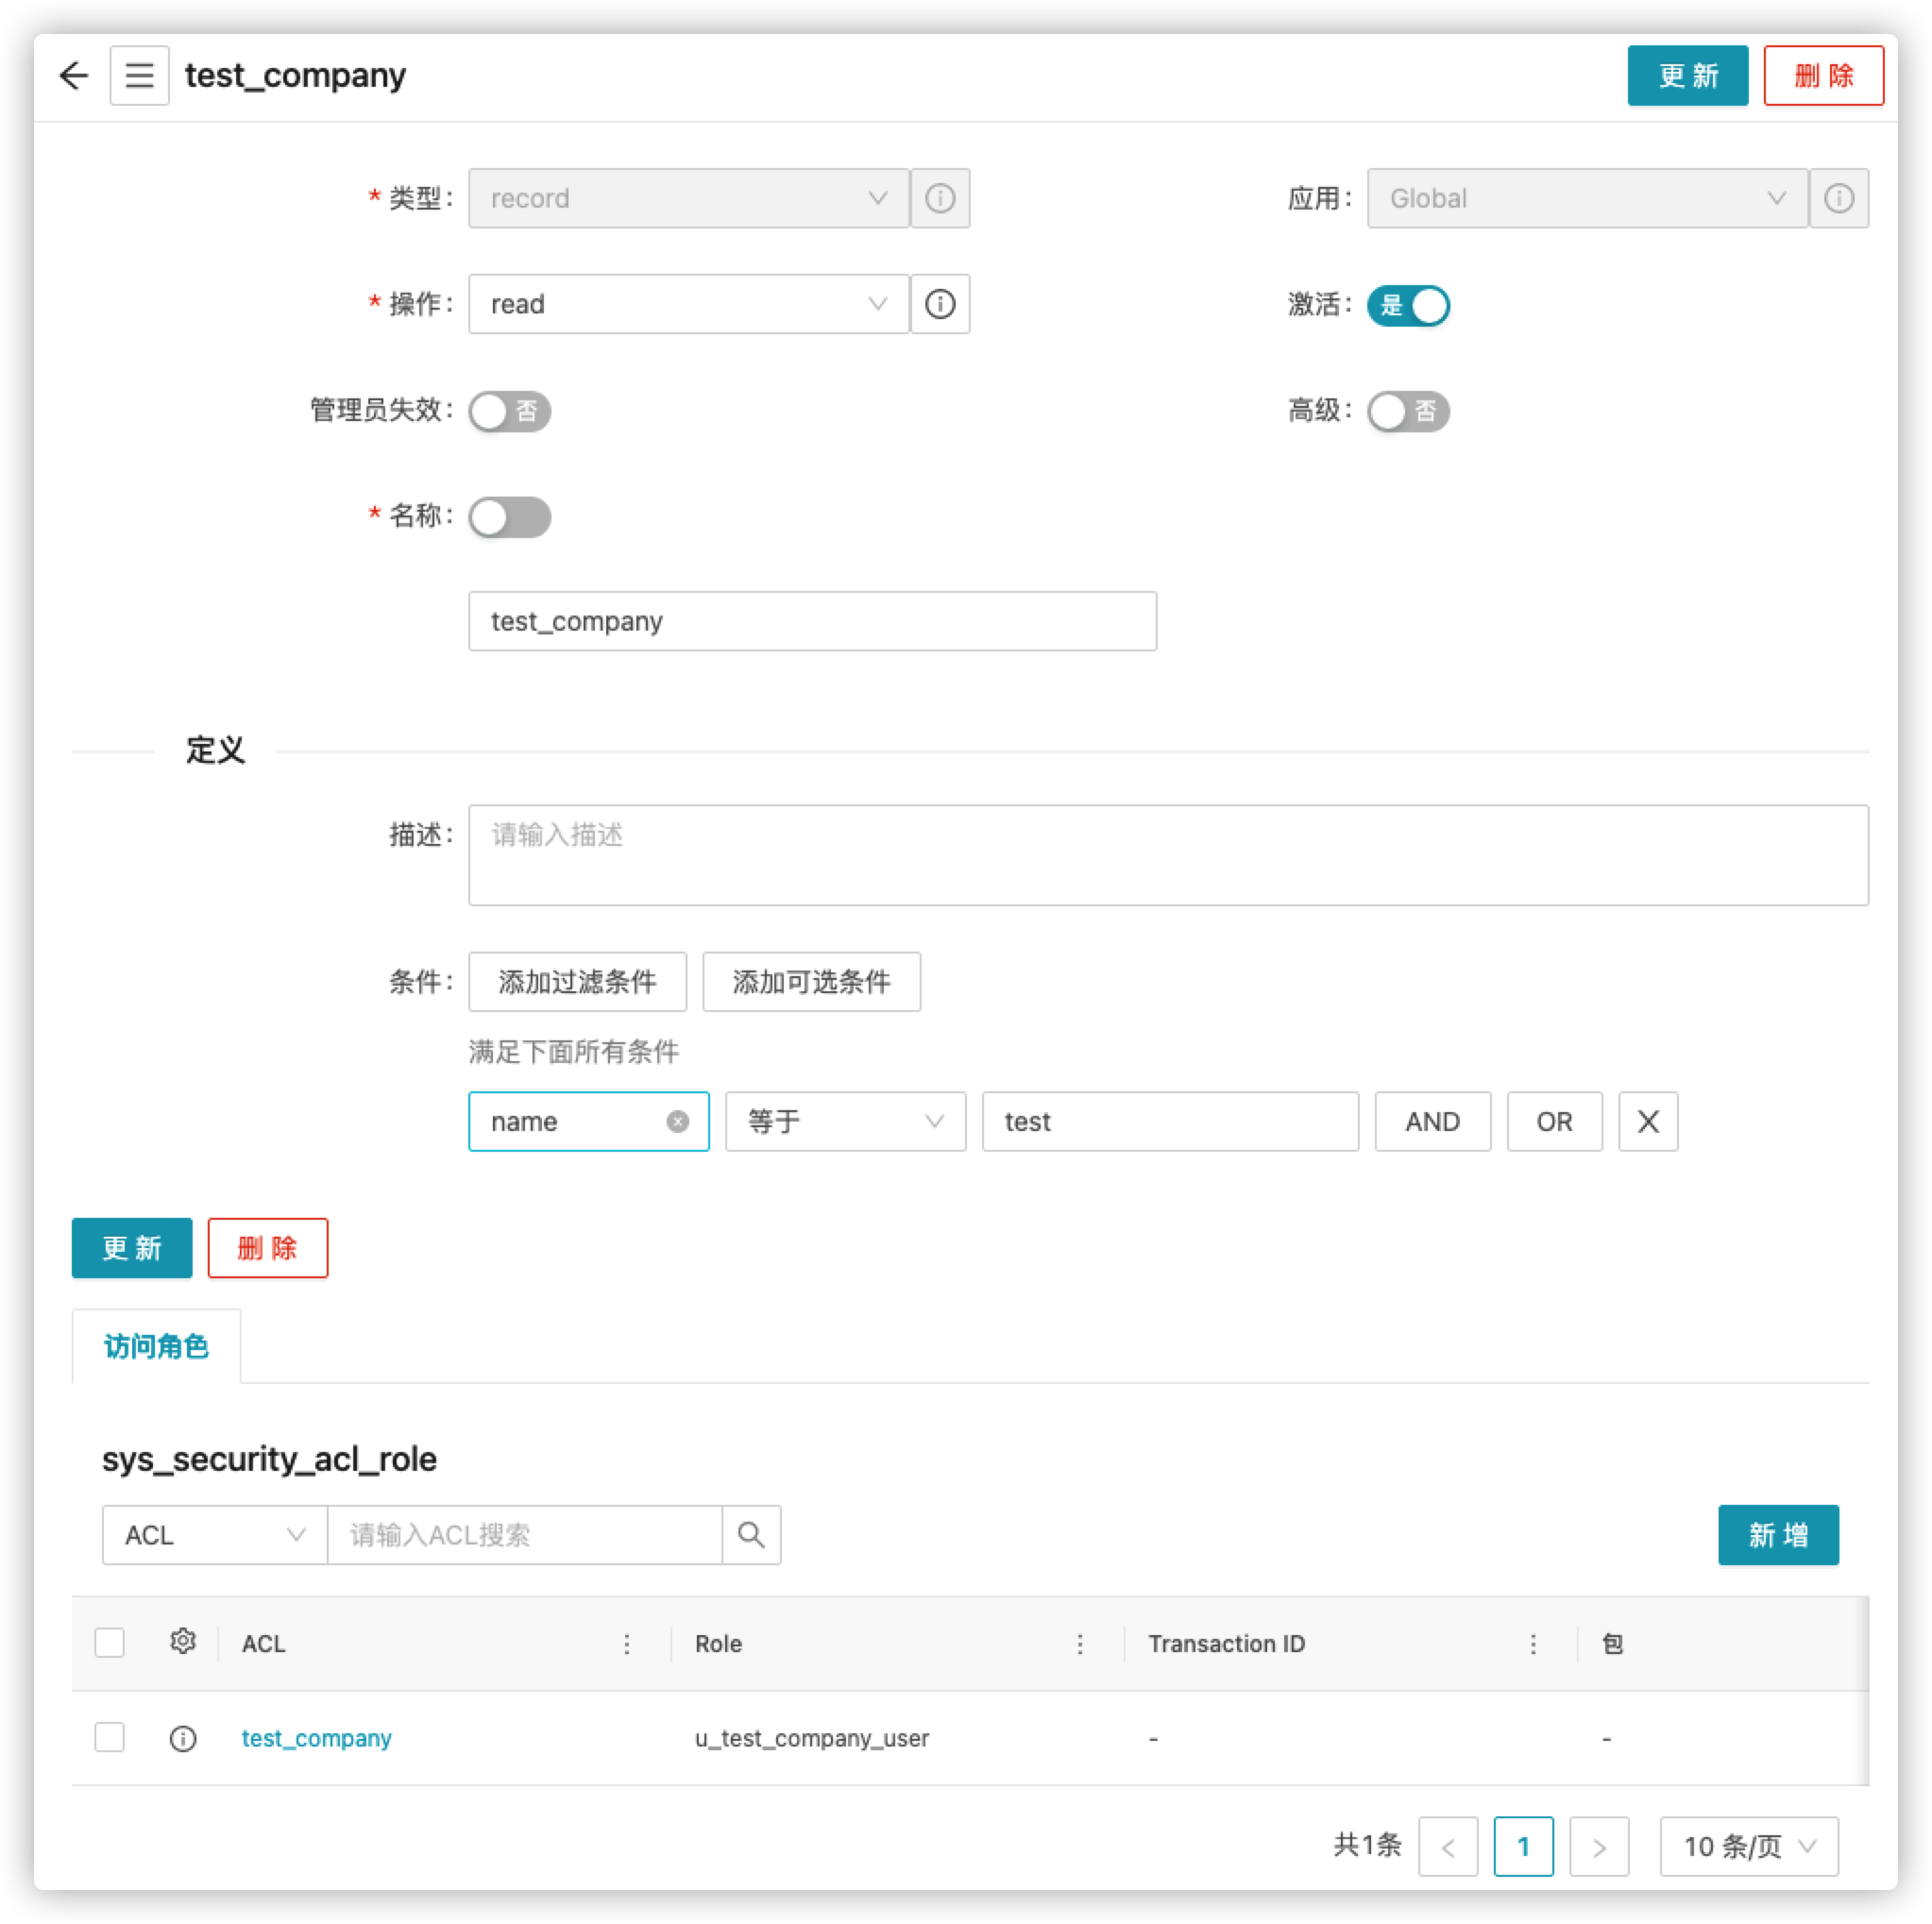 test_company 更 新 删 除
* 类型: record 应用: Global
* 操作: read 激活: 是
管理员失效: 否 高级: 否
* 名称:
test_company
定义
描述: 请输入描述
条件: 添加过滤条件 添加可选条件
满足下面所有条件
name 等于 test AND OR X
更 新 删 除
访问角色
sys_security_acl_role
ACL 请输入ACL搜索 新 增
ACL Role Transaction ID 包
test_company u_test_company_user - -
共1条 < 1 > 10 条/页